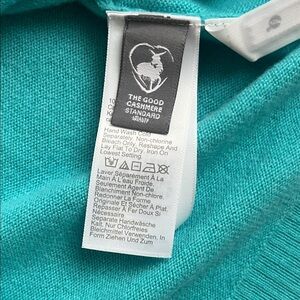 THE GOOD
CASHMERE
STANDARD
Hand Wash Cold
Separately, Non-chlorine
Bleach Only, Reshape And
Lay Flat To Dry, Iron On
Lowest Setting
Laver Séparément À La
Main À L'eau Froide.
Seulement Agent De
Blanchiment Non Chloré.
Radonner La Forme
Originale Et Sécher À Plat.
Repasser À Fer Doux Si
Nécessaire
Separate Handwäsche
Kalt, Nur Chlorfreies
Bleichmittel Verwenden, In
Form Ziehen Und Zum